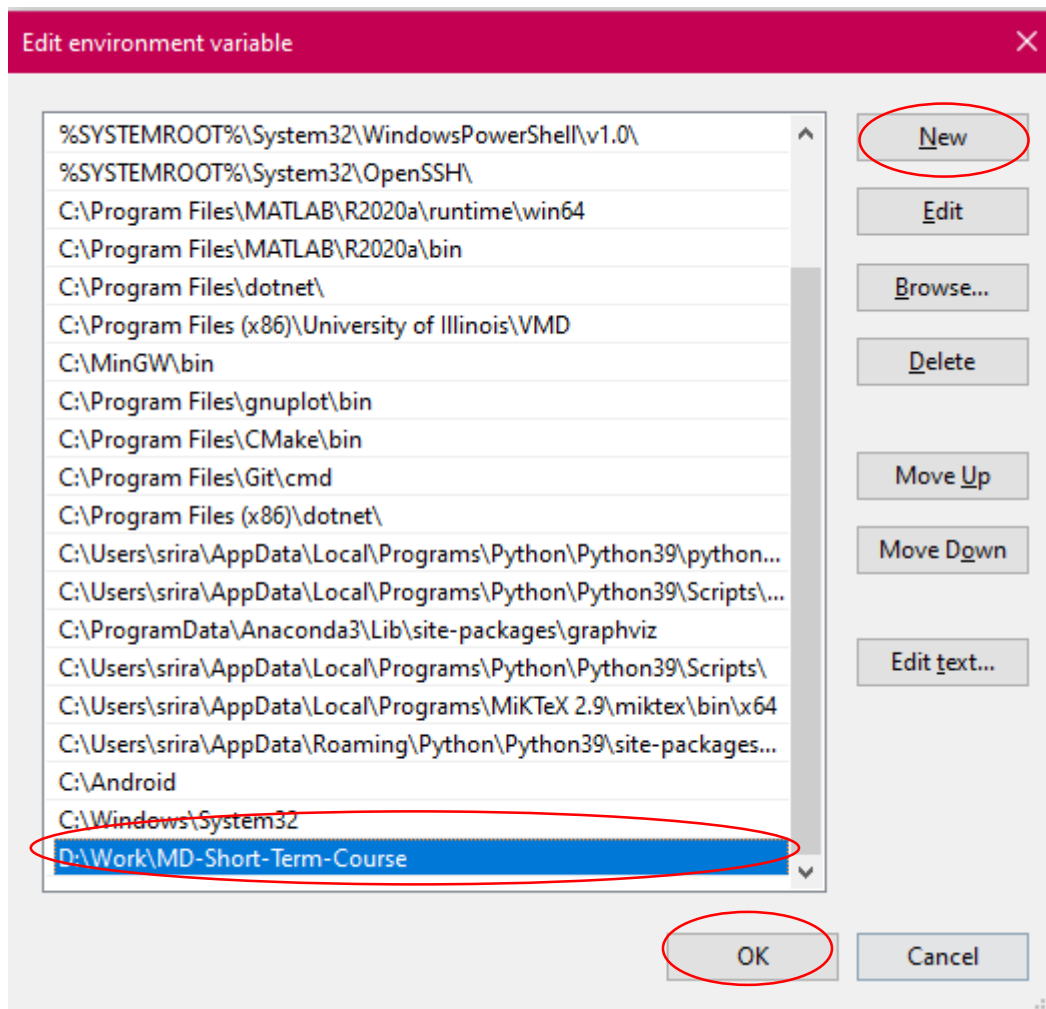 Edit environment variable
%SYSTEMROOT%\System32\WindowsPowerShell\v1.0\
New
%SYSTEMROOT%\System32\OpenSSH\
C:\Program Files\MATLAB\R2020a\runtime\win64
Edit
C:\Program Files\MATLAB\R2020a\bin
C:\Program Files\dotnet\
Browse...
C:\Program Files (x86)\University of Illinois\VMD
C:\MinGW\bin
Delete
C:\Program Files\gnuplot\bin
C:\Program Files\CMake\bin
C:\Program Files\Git\cmd
Move Up
C:\Program Files (x86)\dotnet\
C:\Users\srira\AppData\Local\Programs\Python\Python39\python...
Move Down
C:\Users\srira\AppData\Local\Programs\Python\Python39\Scripts\...
C:\ProgramData\Anaconda3\Lib\site-packages\graphviz
C:\Users\srira\AppData\Local\Programs\Python\Python39\Scripts\
Edit text...
C:\Users\srira\AppData\Local\Programs\MiKTeX 2.9\miktex\bin\x64
C:\Users\srira\AppData\Roaming\Python\Python39\site-packages...
C:\Android
C:\Windows\System32
D:\Work\MD-Short-Term-Course
OK
Cancel